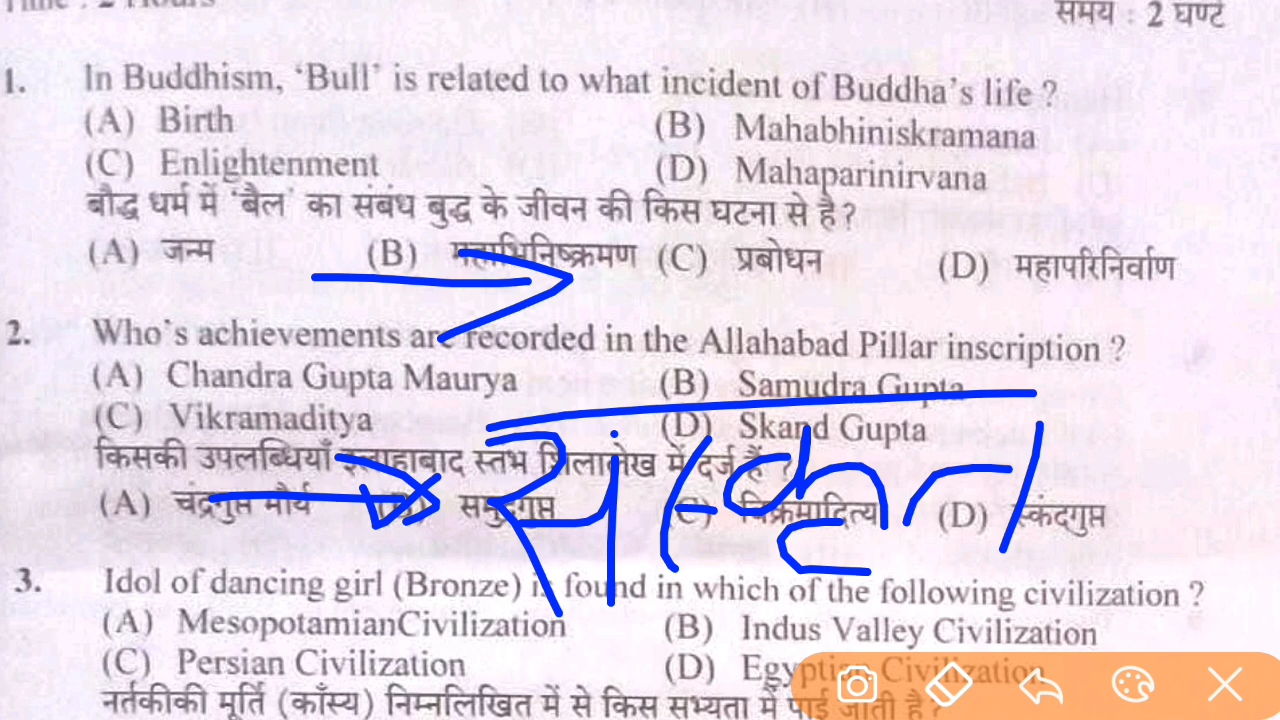 समय : 2 घण्टे
1. In Buddhism, ‘Bull’ is related to what incident of Buddha’s life ?
(A) Birth (B) Mahabhiniskramana
(C) Enlightenment (D) Mahaparinirvana
बौद्ध धर्म में ‘बैल’ का संबंध बुद्ध के जीवन की किस घटना से है?
(A) जन्म (B) महाभिनिष्क्रमण (C) प्रबोधन (D) महापरिनिर्वाण
2. Who’s achievements are recorded in the Allahabad Pillar inscription ?
(A) Chandra Gupta Maurya (B) Samudra Gupta
(C) Vikramaditya (D) Skand Gupta
किसकी उपलब्धियाँ इलाहाबाद स्तंभ शिलालेख में दर्ज हैं ?
(A) चंद्रगुप्त मौर्य (B) समुद्रगुप्त (C) विक्रमादित्य (D) स्कंदगुप्त
3. Idol of dancing girl (Bronze) is found in which of the following civilization ?
(A) MesopotamianCivilization (B) Indus Valley Civilization
(C) Persian Civilization (D) Egyptian Civilization
नर्तकीकी मूर्ति (काँस्य) निम्नलिखित में से किस सभ्यता में पाई जाती है?